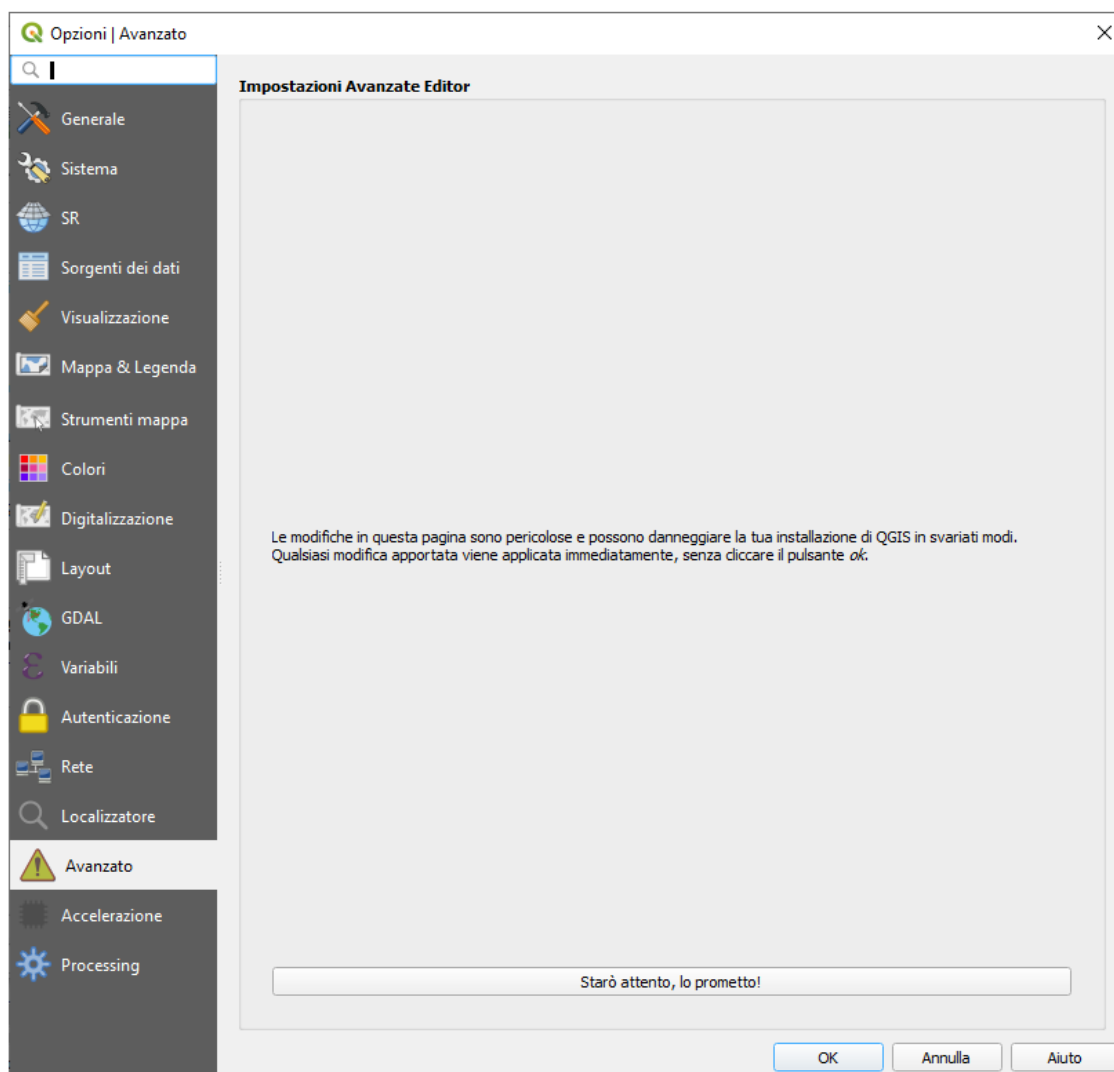 Opzioni | Avanzato
Generale
Sistema
SR
Sorgenti dei dati
Visualizzazione
Mappa & Legenda
Strumenti mappa
Colori
Digitalizzazione
Layout
GDAL
Variabili
Autenticazione
Rete
Localizzatore
Avanzato
Accelerazione
Processing
Impostazioni Avanzate Editor
Le modifiche in questa pagina sono pericolose e possono danneggiare la tua installazione di QGIS in svariati modi.
Qualsiasi modifica apportata viene applicata immediatamente, senza cliccare il pulsante ok.
Starò attento, lo prometto!
OK
Annulla
Aiuto